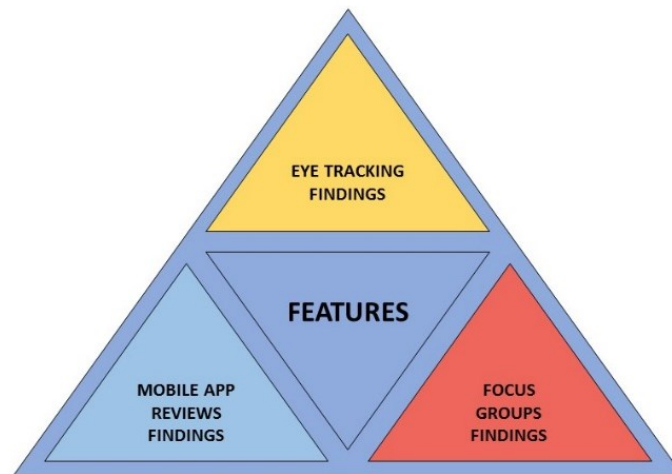 EYE TRACKING
FINDINGS
FEATURES
MOBILE APP
REVIEWS
FINDINGS
FOCUS
GROUPS
FINDINGS